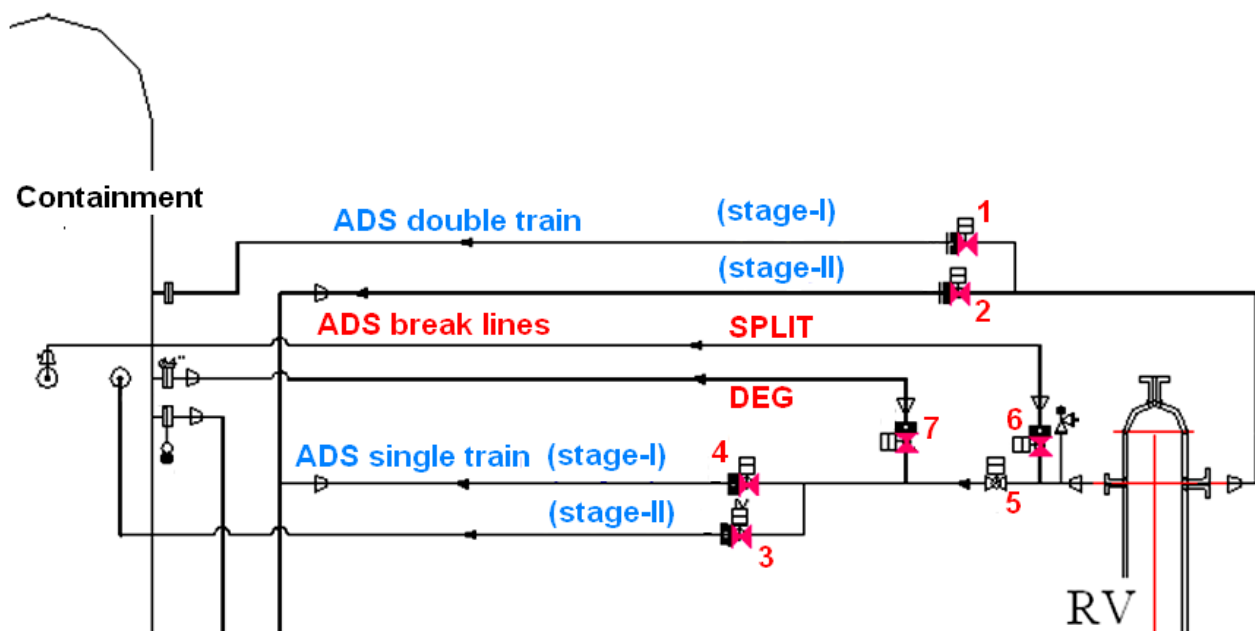 Containment
ADS double train
(stage-I)
1
(stage-II)
2
ADS break lines
SPLIT
DEG
7
6
ADS single train
(stage-I)
4
5
(stage-II)
3
RV